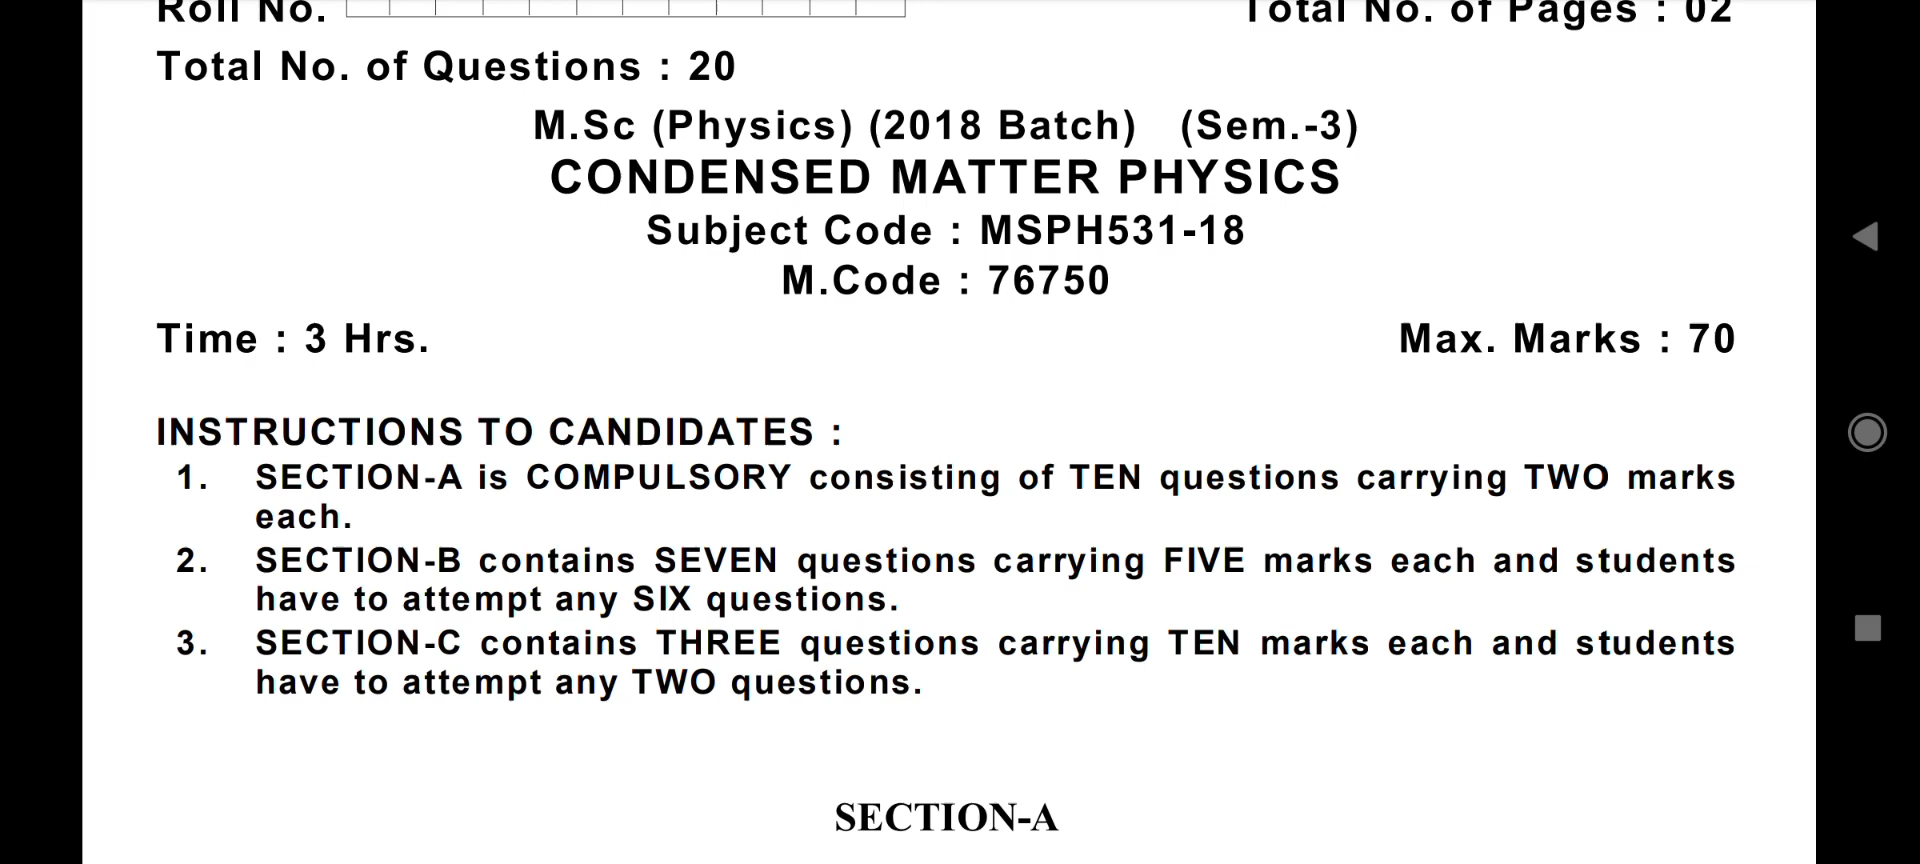 Roll No.
Total No. of Pages : 02
Total No. of Questions : 20
M.Sc (Physics) (2018 Batch) (Sem.-3)
CONDENSED MATTER PHYSICS
Subject Code : MSPH531-18
M.Code : 76750
Time : 3 Hrs.
Max. Marks : 70
INSTRUCTIONS TO CANDIDATES :
1. SECTION-A is COMPULSORY consisting of TEN questions carrying TWO marks
each.
2. SECTION-B contains SEVEN questions carrying FIVE marks each and students
have to attempt any SIX questions.
3. SECTION-C contains THREE questions carrying TEN marks each and students
have to attempt any TWO questions.
SECTION-A